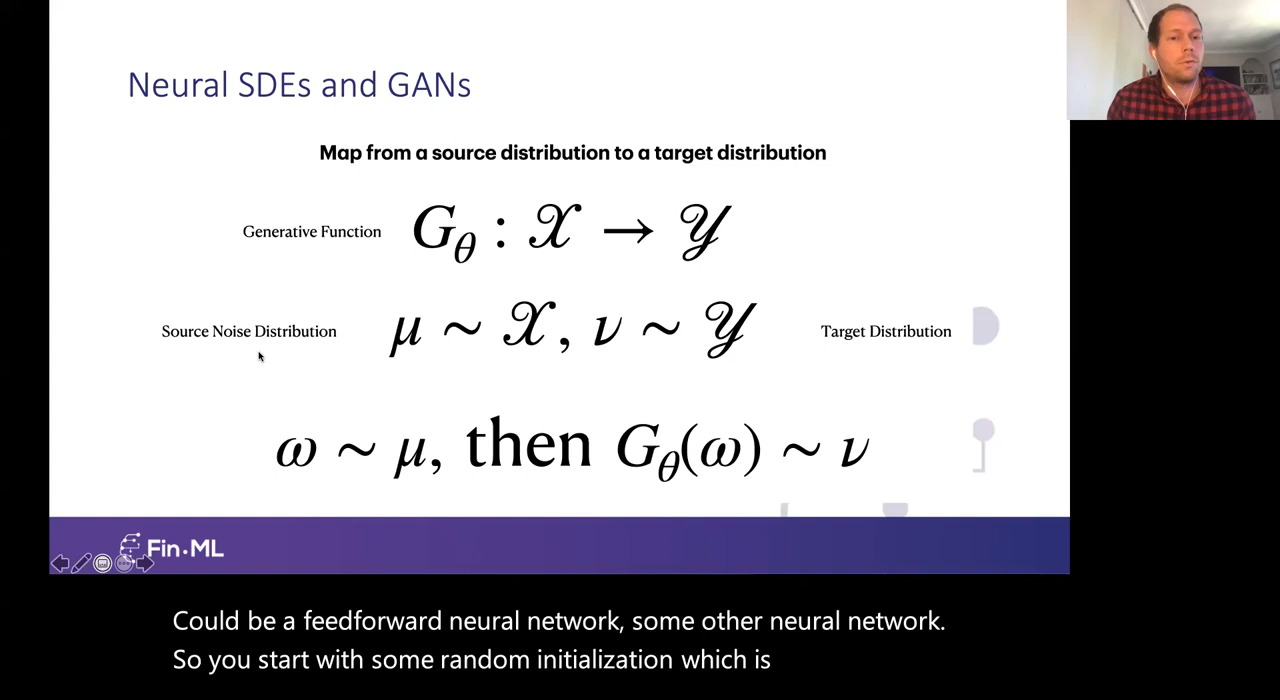 Neural SDEs and GANs
Map from a source distribution to a target distribution
Generative Function G_θ : 𝒳 → 𝒴
Source Noise Distribution μ ~ 𝒳, ν ~ 𝒴 Target Distribution
ω ~ μ, then G_θ(ω) ~ ν
Fin·ML
Could be a feedforward neural network, some other neural network.
So you start with some random initialization which is